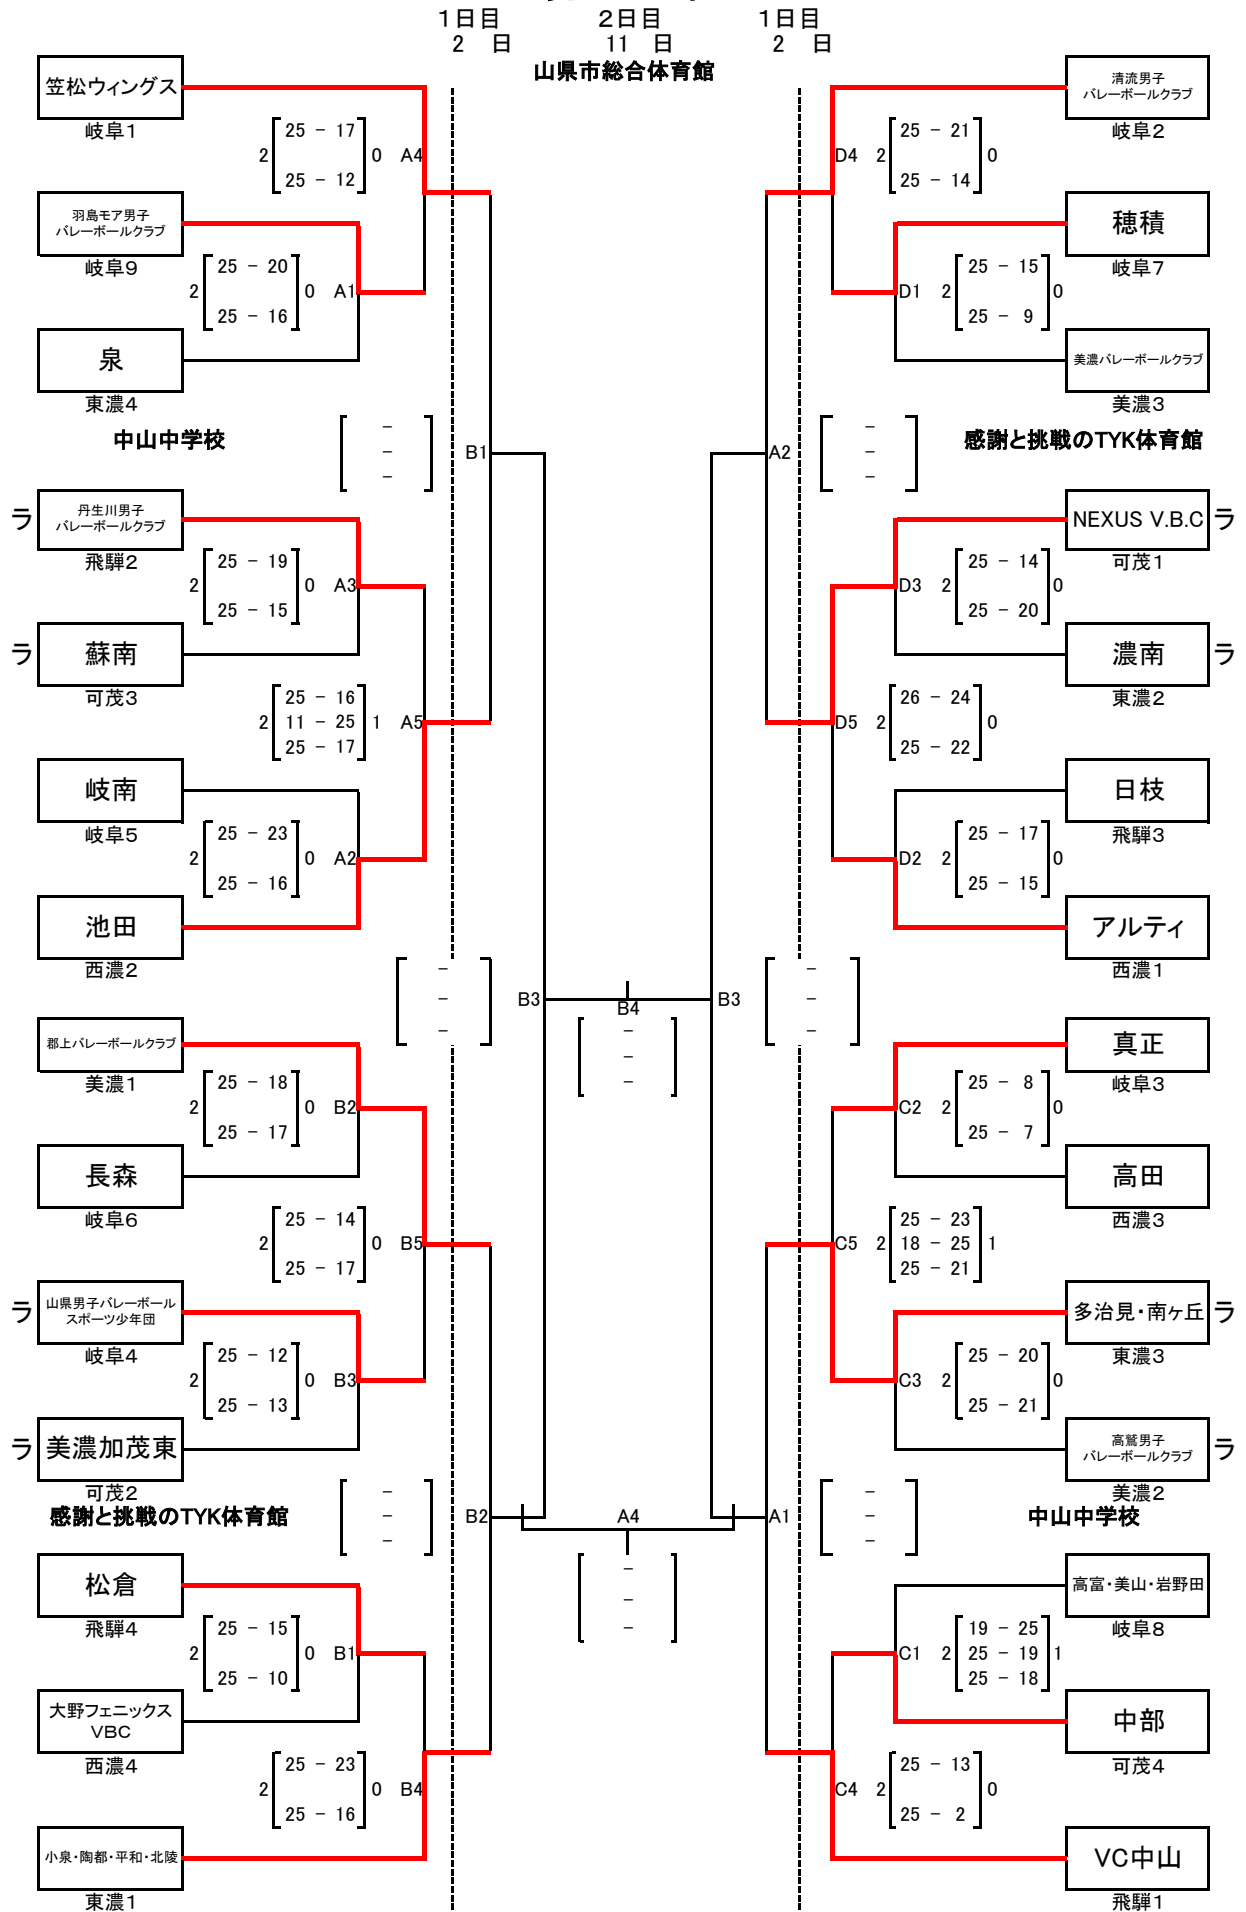 1日目
2日目
1日目
2 日
11 日
2 日
山県市総合体育館
笠松ウィングス
岐阜1
2 25 - 17 0 A4
25 - 12
羽島モア男子
バレーボールクラブ
岐阜9
2 25 - 20 0 A1
25 - 16
泉
東濃4
中山中学校
-
-
-
B1
ラ
丹生川男子
バレーボールクラブ
飛騨2
2 25 - 19 0 A3
25 - 15
ラ
蘇南
可茂3
25 - 16
2 11 - 25 1 A5
25 - 17
岐南
岐阜5
2 25 - 23 0 A2
25 - 16
池田
西濃2
-
-
-
B3
郡上バレーボールクラブ
美濃1
2 25 - 18 0 B2
25 - 17
長森
岐阜6
2 25 - 14 0 B5
25 - 17
ラ
山県男子バレーボール
スポーツ少年団
岐阜4
2 25 - 12 0 B3
25 - 13
ラ
美濃加茂東
可茂2
感謝と挑戦のTYK体育館
-
-
-
B2
松倉
飛騨4
2 25 - 15 0 B1
25 - 10
大野フェニックス
VBC
西濃4
2 25 - 23 0 B4
25 - 16
小泉・陶都・平和・北陵
東濃1
B4
-
-
-
A4
-
-
-
清流男子
バレーボールクラブ
岐阜2
D4 2 25 - 21 0
25 - 14
穂積
岐阜7
D1 2 25 - 15 0
25 - 9
美濃バレーボールクラブ
美濃3
感謝と挑戦のTYK体育館
A2
-
-
-
NEXUS V.B.C
ラ
可茂1
D3 2 25 - 14 0
25 - 20
濃南
ラ
東濃2
D5 2 26 - 24 0
25 - 22
日枝
飛騨3
D2 2 25 - 17 0
25 - 15
アルティ
西濃1
B3
-
-
-
真正
岐阜3
C2 2 25 - 8 0
25 - 7
高田
西濃3
25 - 23
C5 2 18 - 25 1
25 - 21
多治見・南ヶ丘
ラ
東濃3
C3 2 25 - 20 0
25 - 21
高鷲男子
バレーボールクラブ
ラ
美濃2
中山中学校
A1
-
-
-
高富・美山・岩野田
岐阜8
19 - 25
C1 2 25 - 19 1
25 - 18
中部
可茂4
C4 2 25 - 13 0
25 - 2
VC中山
飛騨1